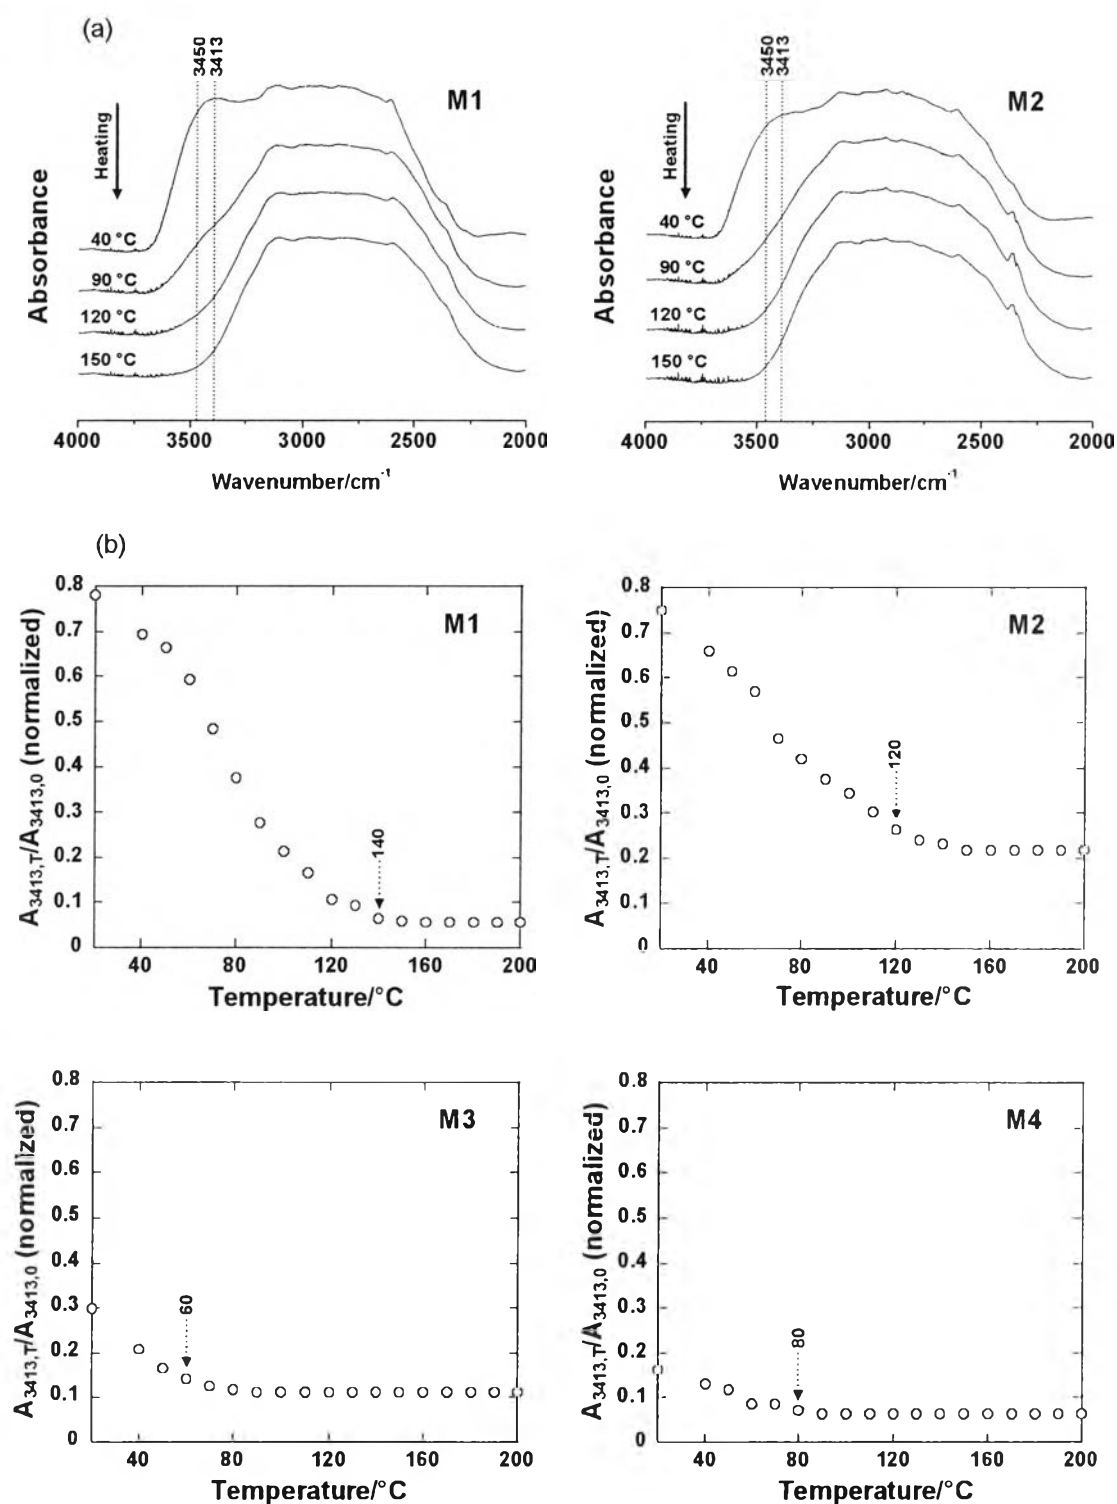 (a)
3450
3413
M1
Heating
Absorbance
40 °C
90 °C
120 °C
150 °C
4000 3500 3000 2500 2000
Wavenumber/cm⁻¹
3450
3413
M2
Heating
Absorbance
40 °C
90 °C
120 °C
150 °C
4000 3500 3000 2500 2000
Wavenumber/cm⁻¹
(b)
M1
A3413,T/A3413,0 (normalized)
0.8
0.7
0.6
0.5
0.4
0.3
0.2
0.1
0
140
40 80 120 160 200
Temperature/°C
M2
A3413,T/A3413,0 (normalized)
0.8
0.7
0.6
0.5
0.4
0.3
0.2
0.1
0
120
40 80 120 160 200
Temperature/°C
M3
A3413,T/A3413,0 (normalized)
0.8
0.7
0.6
0.5
0.4
0.3
0.2
0.1
0
60
40 80 120 160 200
Temperature/°C
M4
A3413,T/A3413,0 (normalized)
0.8
0.7
0.6
0.5
0.4
0.3
0.2
0.1
0
80
40 80 120 160 200
Temperature/°C